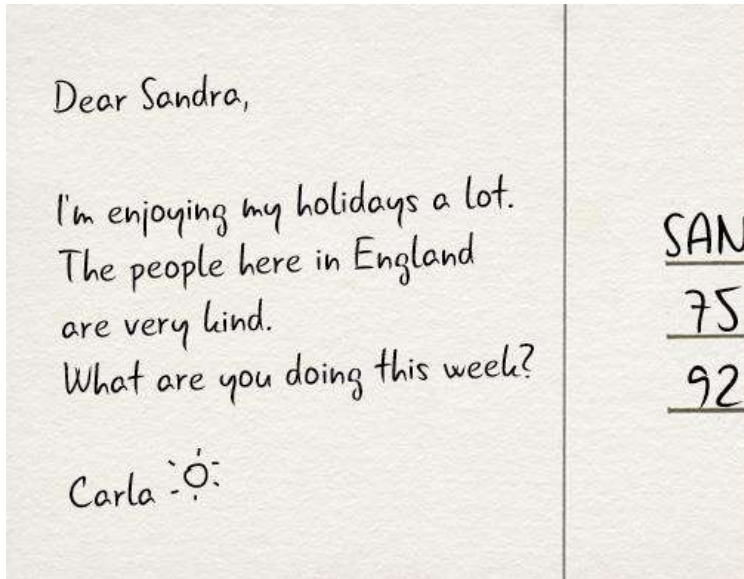 Dear Sandra,
I'm enjoying my holidays a lot.
The people here in England
are very kind.
What are you doing this week?
Carla
SAN
75
92